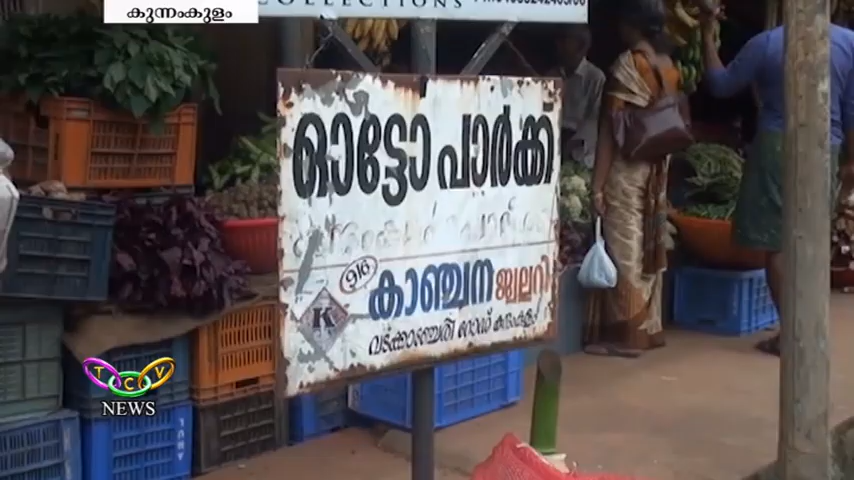 കുന്നംകുളം
COLLECTIONS
ഓട്ടോ പാർക്ക്
916 കാഞ്ചന ജ്വല്ലറി
K
വടക്കാഞ്ചേരി റോഡ് കുന്നംകുളം
TCV
NEWS